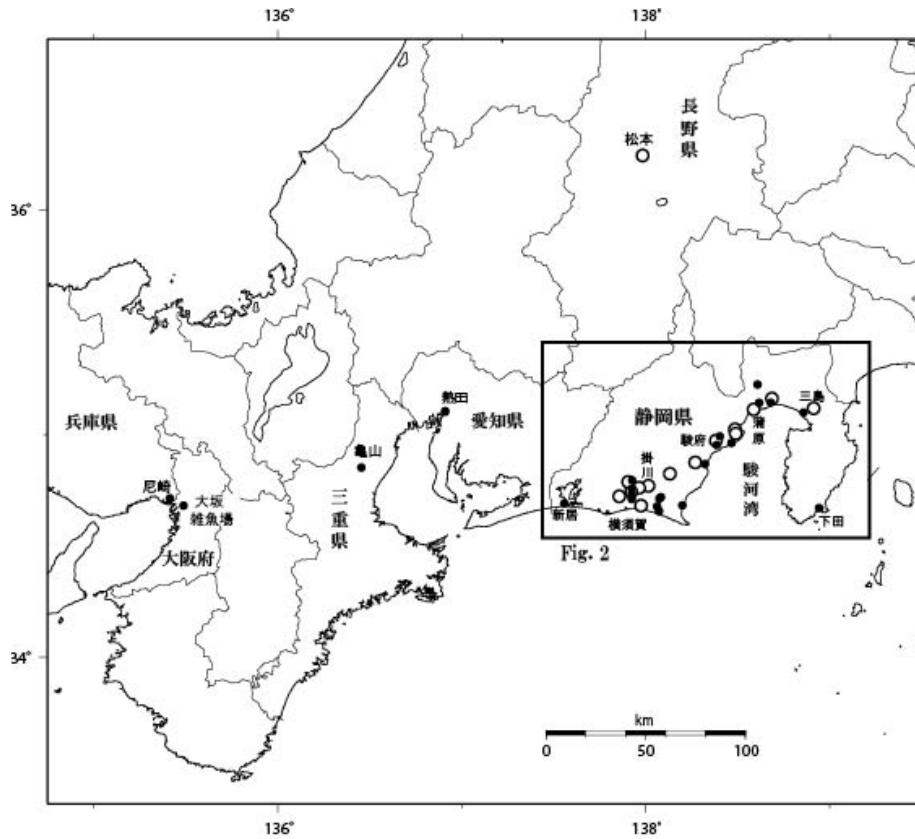 136°
138°
長野県
松本
36°
熱田
愛知県
兵庫県
亀山
三重県
尼崎
大坂
雑魚場
大阪府
静岡県
三島
蒲原
駿府
掛川
駿河湾
新居
横須賀
下田
Fig. 2
34°
km
0 50 100
136°
138°